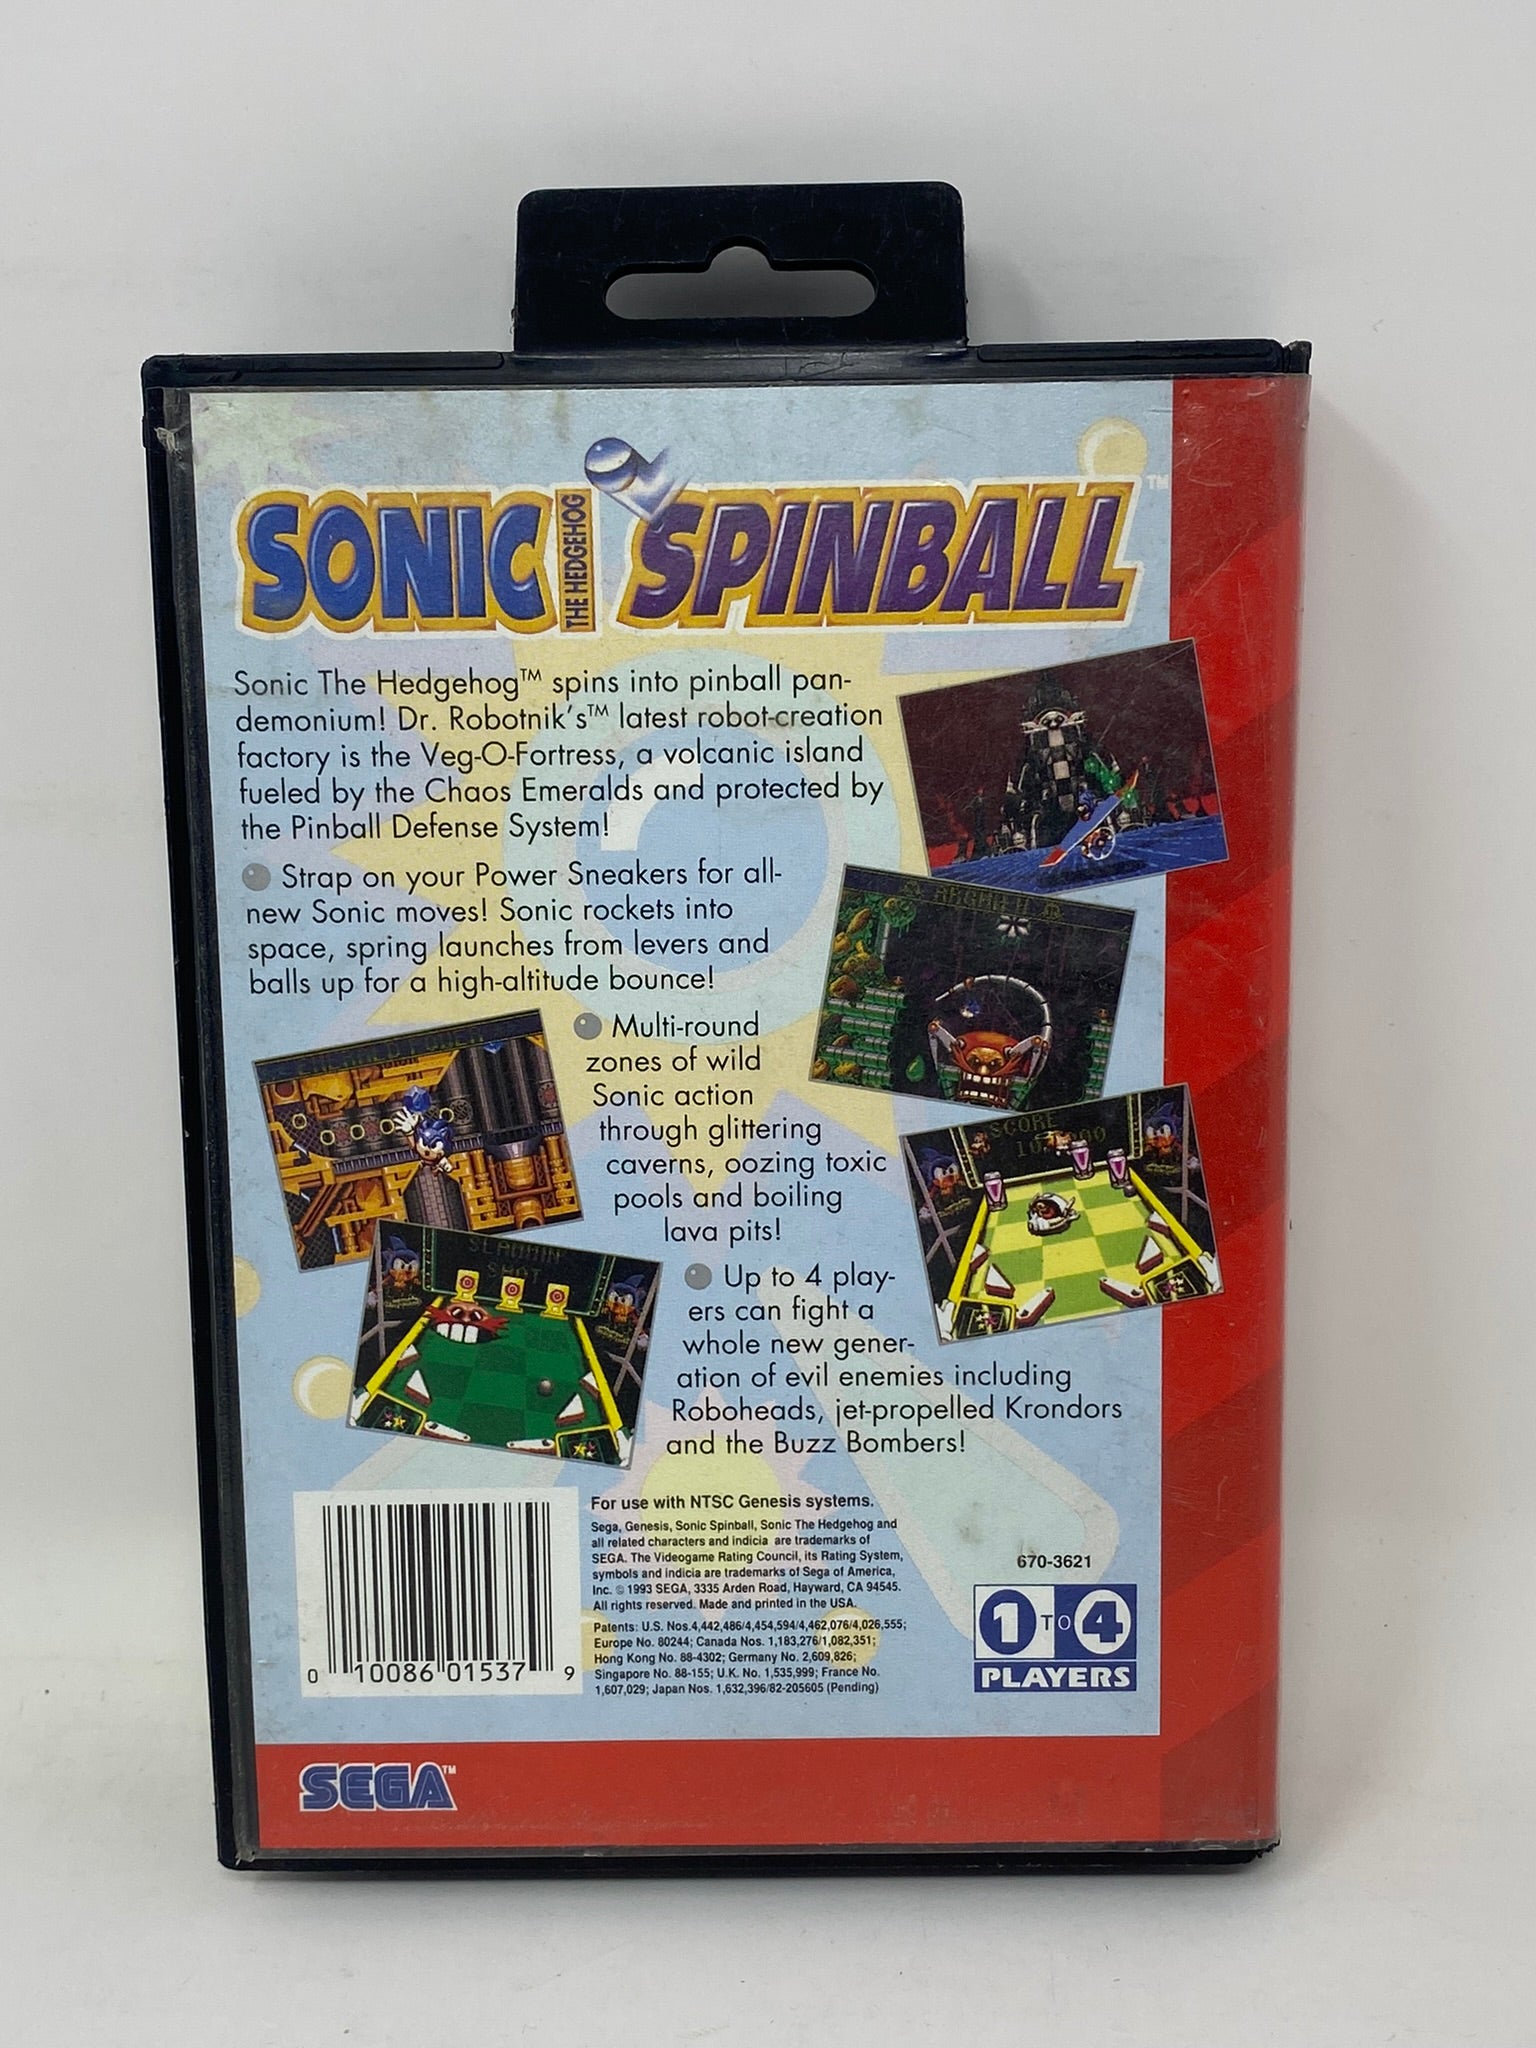 SONIC THE HEDGEHOG SPINBALL™
Sonic The Hedgehog™ spins into pinball pan-
demonium! Dr. Robotnik's™ latest robot-creation
factory is the Veg-O-Fortress, a volcanic island
fueled by the Chaos Emeralds and protected by
the Pinball Defense System!
Strap on your Power Sneakers for all-
new Sonic moves! Sonic rockets into
space, spring launches from levers and
balls up for a high-altitude bounce!
Multi-round
zones of wild
Sonic action
through glittering
caverns, oozing toxic
pools and boiling
lava pits!
SCORE
SLAMMIN'
SHOT
Up to 4 play-
ers can fight a
whole new gener-
ation of evil enemies including
Roboheads, jet-propelled Krondors
and the Buzz Bombers!
For use with NTSC Genesis systems.
Sega, Genesis, Sonic Spinball, Sonic The Hedgehog and
all related characters and indicia are trademarks of
SEGA. The Videogame Rating Council, its Rating System,
symbols and indicia are trademarks of Sega of America,
Inc. © 1993 SEGA, 3335 Arden Road, Hayward, CA 94545.
All rights reserved. Made and printed in the USA.
Patents: U.S. Nos.4,442,486/4,454,594/4,462,076/4,026,555;
Europe No. 80244; Canada Nos. 1,183,276/1,082,351;
Hong Kong No. 88-4302; Germany No. 2,609,826;
Singapore No. 88-155; U.K. No. 1,535,999; France No.
1,607,029; Japan Nos. 1,632,396/82-205605 (Pending)
0 10086 01537 9
670-3621
1 TO 4
PLAYERS
SEGA™